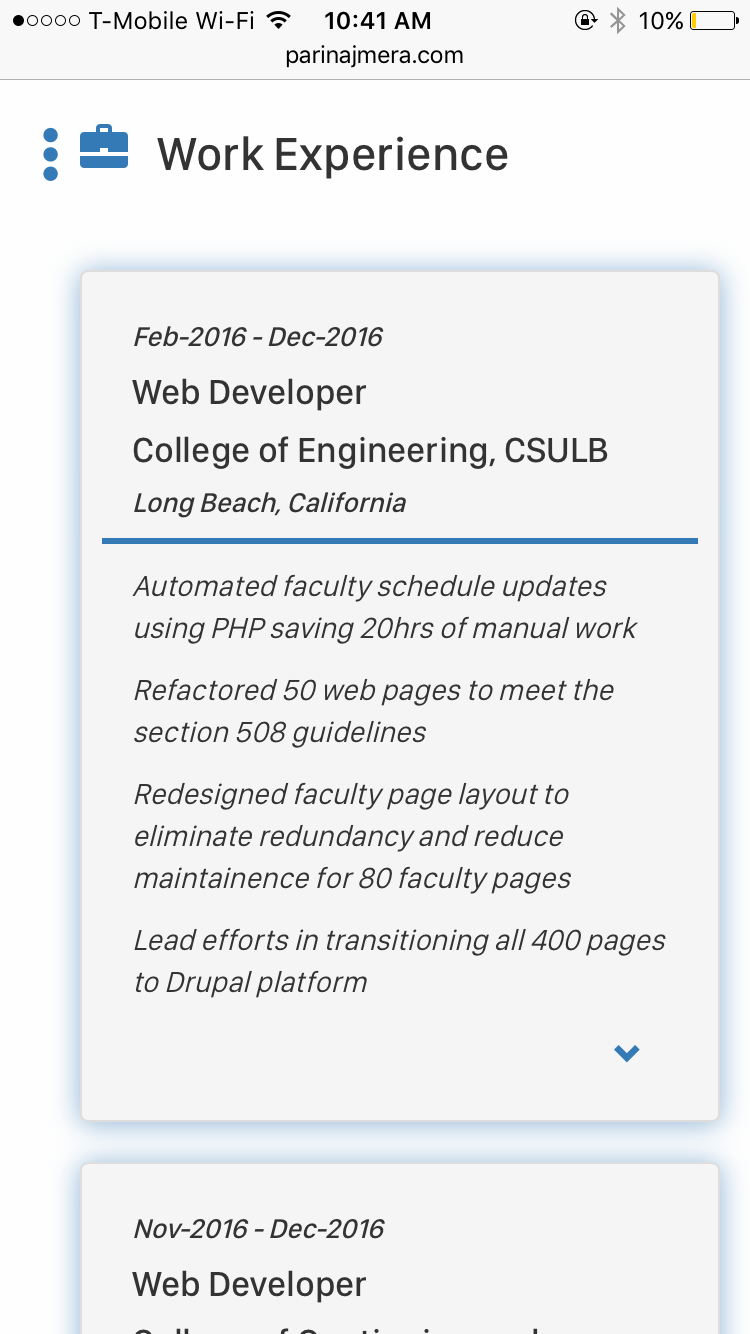 T-Mobile Wi-Fi 10:41 AM 10%
parinajmera.com
Work Experience
Feb-2016 - Dec-2016
Web Developer
College of Engineering, CSULB
Long Beach, California
Automated faculty schedule updates
using PHP saving 20hrs of manual work
Refactored 50 web pages to meet the
section 508 guidelines
Redesigned faculty page layout to
eliminate redundancy and reduce
maintainence for 80 faculty pages
Lead efforts in transitioning all 400 pages
to Drupal platform
Nov-2016 - Dec-2016
Web Developer